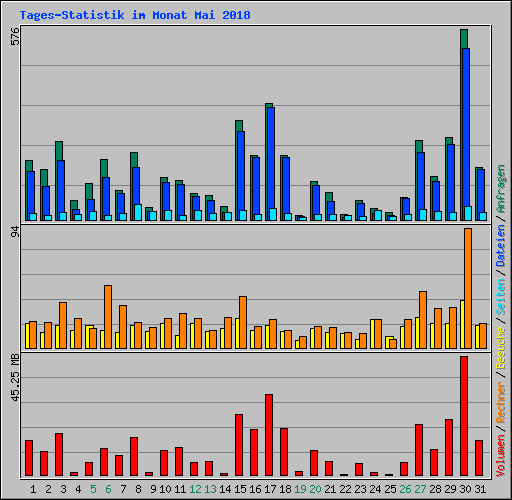 Tages-Statistik im Monat Mai 2018
576
94
45.25 MB
Volumen / Rechner / Besuche / Seiten / Dateien / Anfragen
1 2 3 4 5 6 7 8 9 10 11 12 13 14 15 16 17 18 19 20 21 22 23 24 25 26 27 28 29 30 31